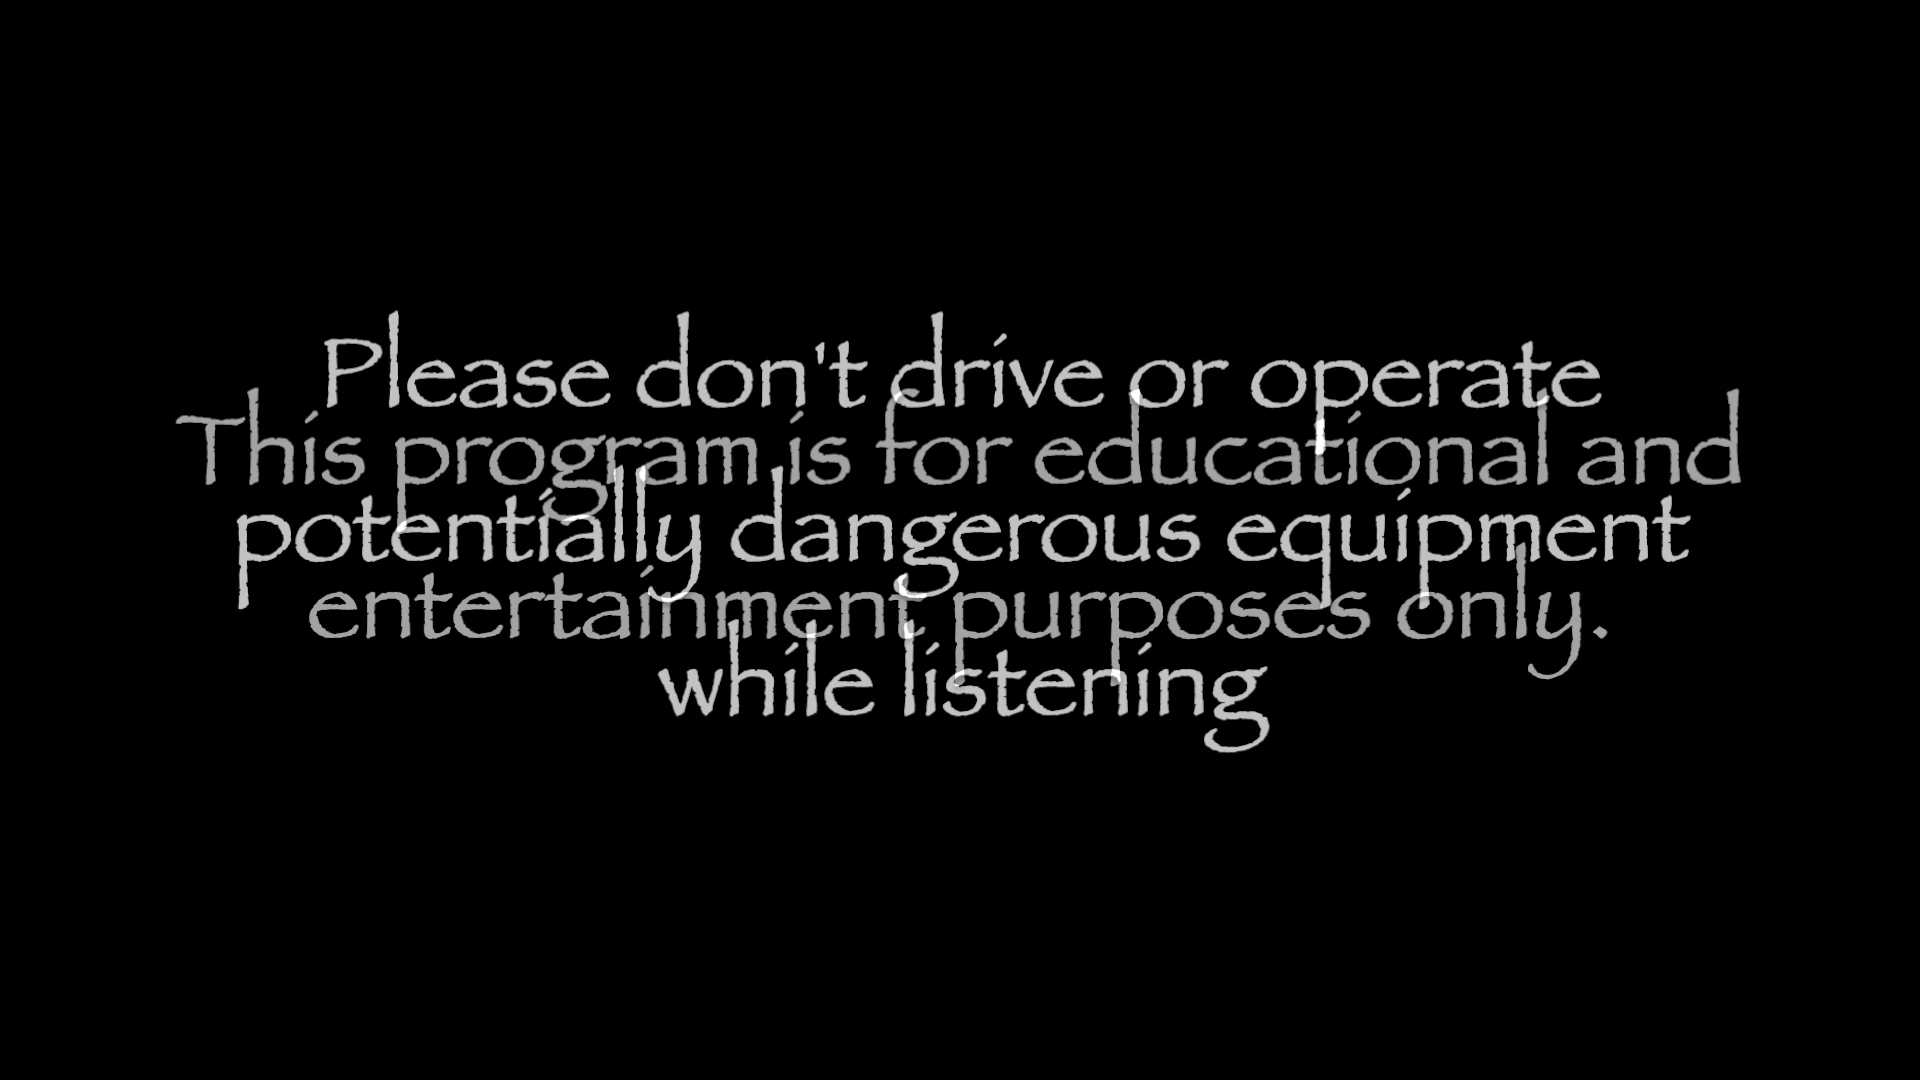 Please don't drive or operate
This program is for educational and
potentially dangerous equipment
entertainment purposes only.
while listening